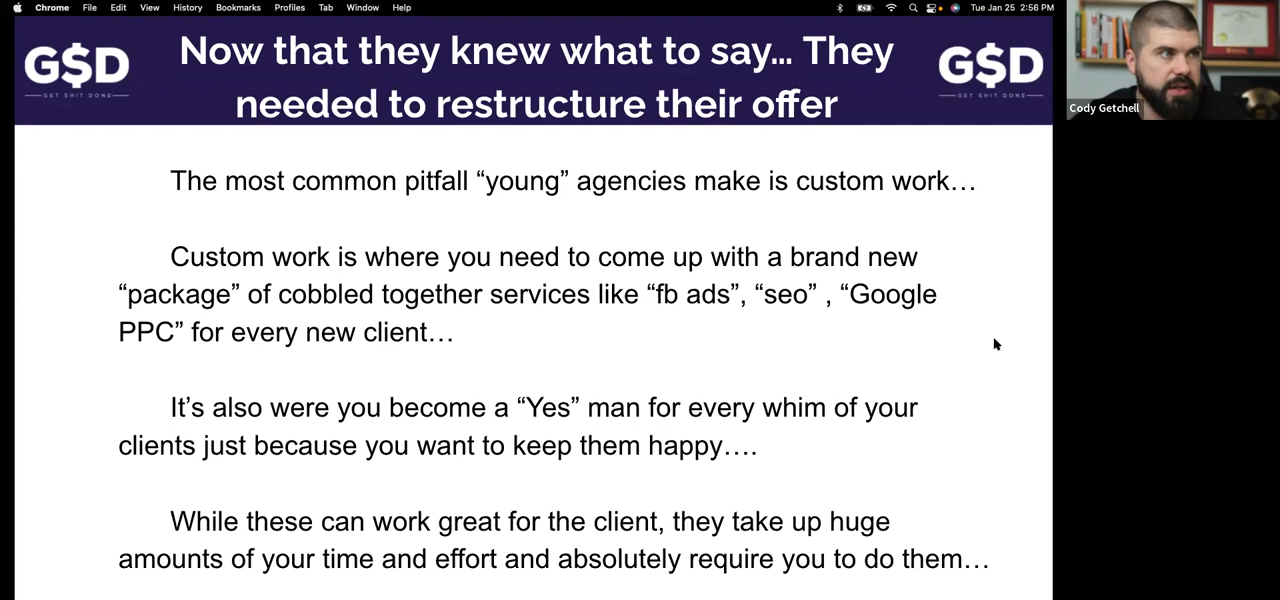 Chrome File Edit View History Bookmarks Profiles Tab Window Help Tue Jan 25 2:56 PM
G$D
GET SHIT DONE
Now that they knew what to say... They
needed to restructure their offer
G$D
GET SHIT DONE
Cody Getchell
The most common pitfall “young” agencies make is custom work…
Custom work is where you need to come up with a brand new
“package” of cobbled together services like “fb ads”, “seo” , “Google
PPC” for every new client…
It’s also were you become a “Yes” man for every whim of your
clients just because you want to keep them happy….
While these can work great for the client, they take up huge
amounts of your time and effort and absolutely require you to do them…